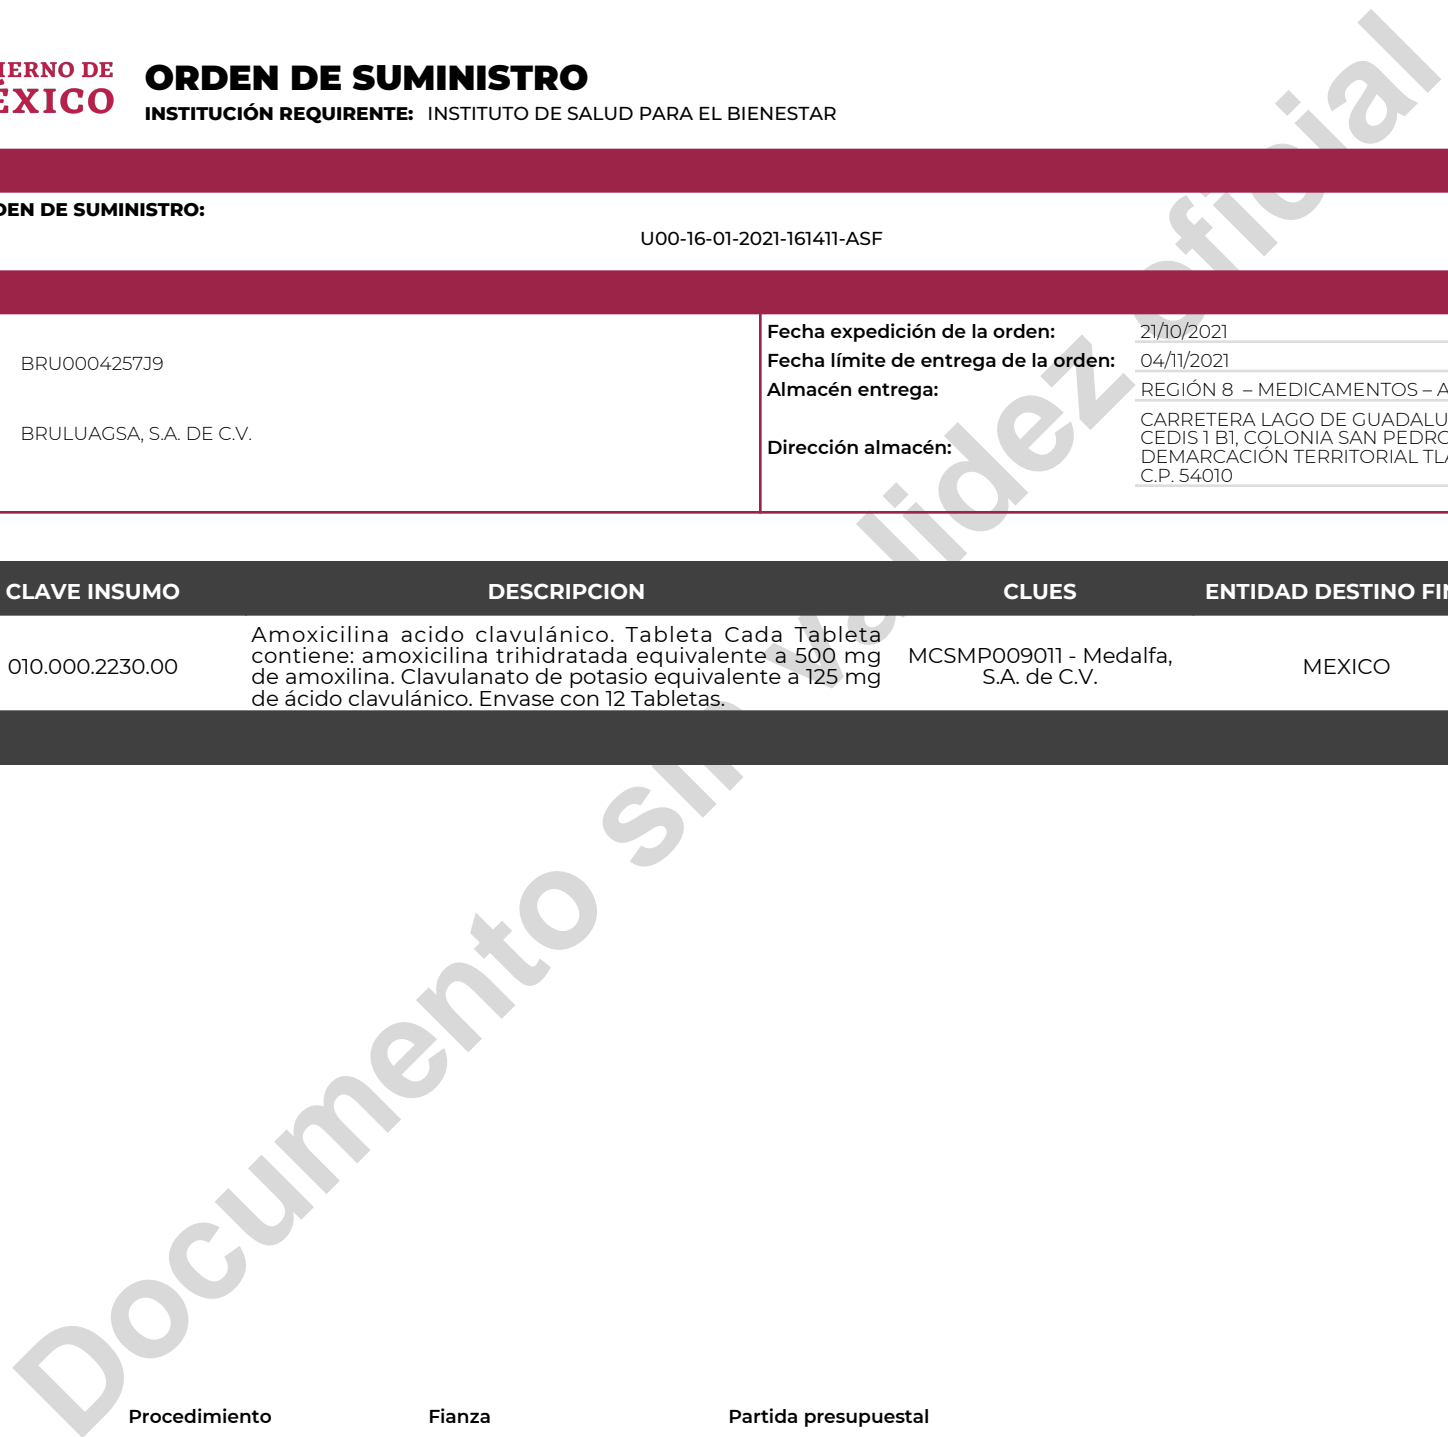 IERNO DE
ÉXICO
ORDEN DE SUMINISTRO
INSTITUCIÓN REQUIRENTE: INSTITUTO DE SALUD PARA EL BIENESTAR
DEN DE SUMINISTRO:
U00-16-01-2021-161411-ASF
BRU0004257J9
BRULUAGSA, S.A. DE C.V.
Fecha expedición de la orden: 21/10/2021
Fecha límite de entrega de la orden: 04/11/2021
Almacén entrega: REGIÓN 8 – MEDICAMENTOS – A
Dirección almacén:
CARRETERA LAGO DE GUADALU
CEDIS 1 B1, COLONIA SAN PEDRO
DEMARCACIÓN TERRITORIAL TLA
C.P. 54010
CLAVE INSUMO DESCRIPCION CLUES ENTIDAD DESTINO FIN
010.000.2230.00
Amoxicilina acido clavulánico. Tableta Cada Tableta
contiene: amoxicilina trihidratada equivalente a 500 mg
de amoxilina. Clavulanato de potasio equivalente a 125 mg
de ácido clavulánico. Envase con 12 Tabletas.
MCSMP009011 - Medalfa,
S.A. de C.V.
MEXICO
Documento sin validez oficial
Procedimiento Fianza Partida presupuestal